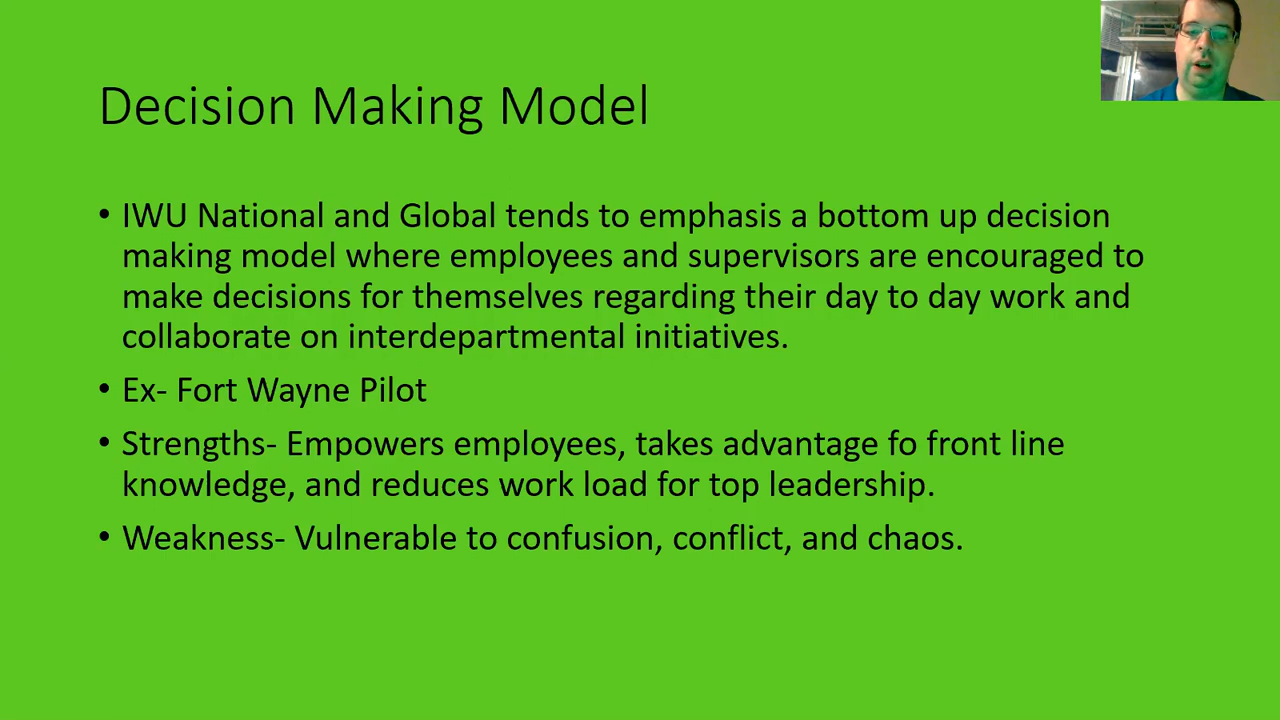 Decision Making Model
• IWU National and Global tends to emphasis a bottom up decision
making model where employees and supervisors are encouraged to
make decisions for themselves regarding their day to day work and
collaborate on interdepartmental initiatives.
• Ex- Fort Wayne Pilot
• Strengths- Empowers employees, takes advantage fo front line
knowledge, and reduces work load for top leadership.
• Weakness- Vulnerable to confusion, conflict, and chaos.